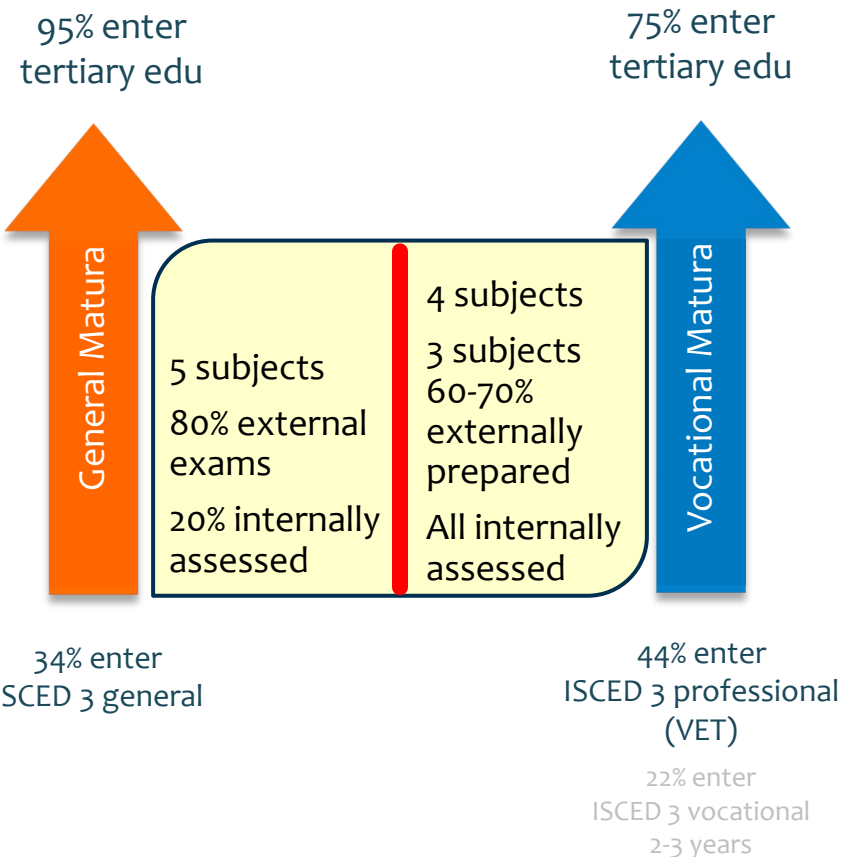 95% enter
tertiary edu
75% enter
tertiary edu
General Matura
5 subjects
80% external
exams
20% internally
assessed
4 subjects
3 subjects
60-70%
externally
prepared
All internally
assessed
Vocational Matura
34% enter
SCED 3 general
44% enter
ISCED 3 professional
(VET)
22% enter
ISCED 3 vocational
2-3 years